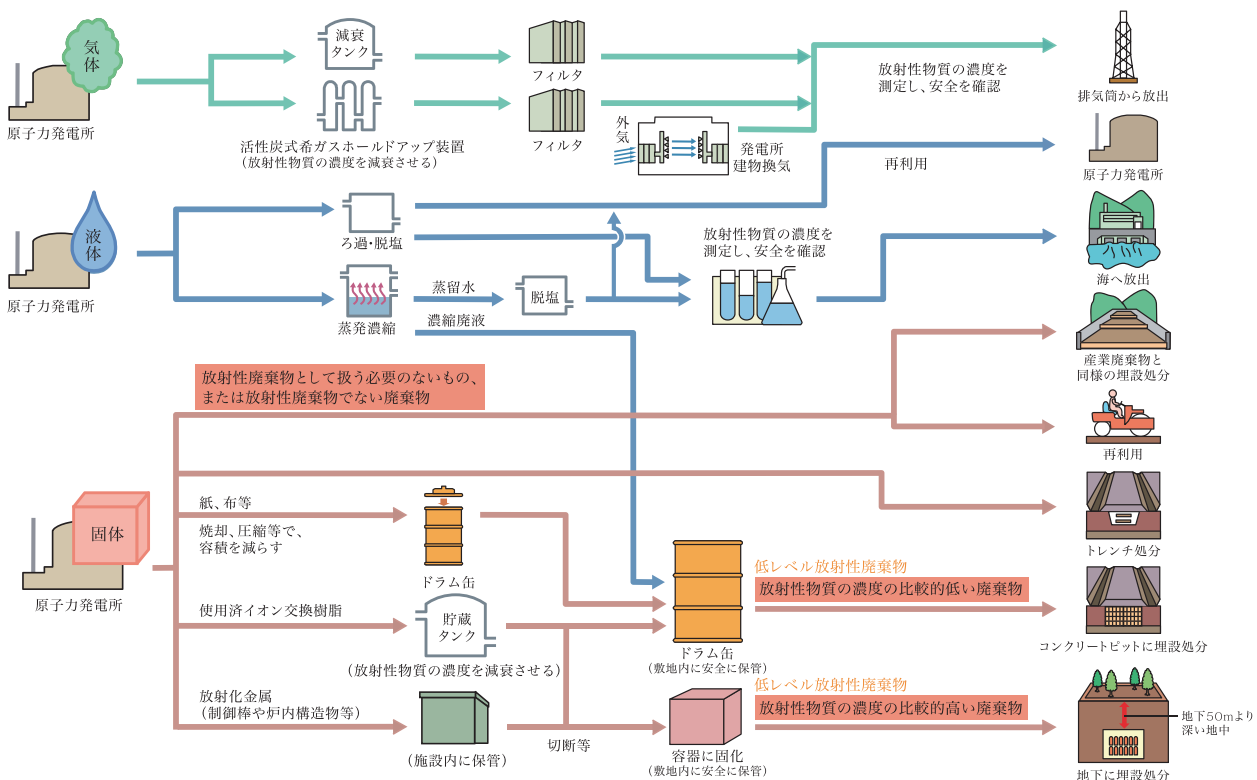 気体
原子力発電所
減衰
タンク
フィルタ
活性炭式希ガスホールドアップ装置
(放射性物質の濃度を減衰させる)
フィルタ
外気
発電所
建物換気
放射性物質の濃度を
測定し、安全を確認
排気筒から放出
再利用
原子力発電所
液体
原子力発電所
ろ過・脱塩
蒸発濃縮
蒸留水
濃縮廃液
脱塩
放射性物質の濃度を
測定し、安全を確認
海へ放出
産業廃棄物と
同様の埋設処分
放射性廃棄物として扱う必要のないもの、
または放射性廃棄物でない廃棄物
再利用
固体
原子力発電所
紙、布等
焼却、圧縮等で、
容積を減らす
ドラム缶
トレンチ処分
使用済イオン交換樹脂
貯蔵
タンク
(放射性物質の濃度を減衰させる)
ドラム缶
(敷地内に安全に保管)
低レベル放射性廃棄物
放射性物質の濃度の比較的低い廃棄物
コンクリートピットに埋設処分
放射化金属
(制御棒や炉内構造物等)
(施設内に保管)
切断等
容器に固化
(敷地内に安全に保管)
低レベル放射性廃棄物
放射性物質の濃度の比較的高い廃棄物
地下50mより
深い地中
地下に埋設処分